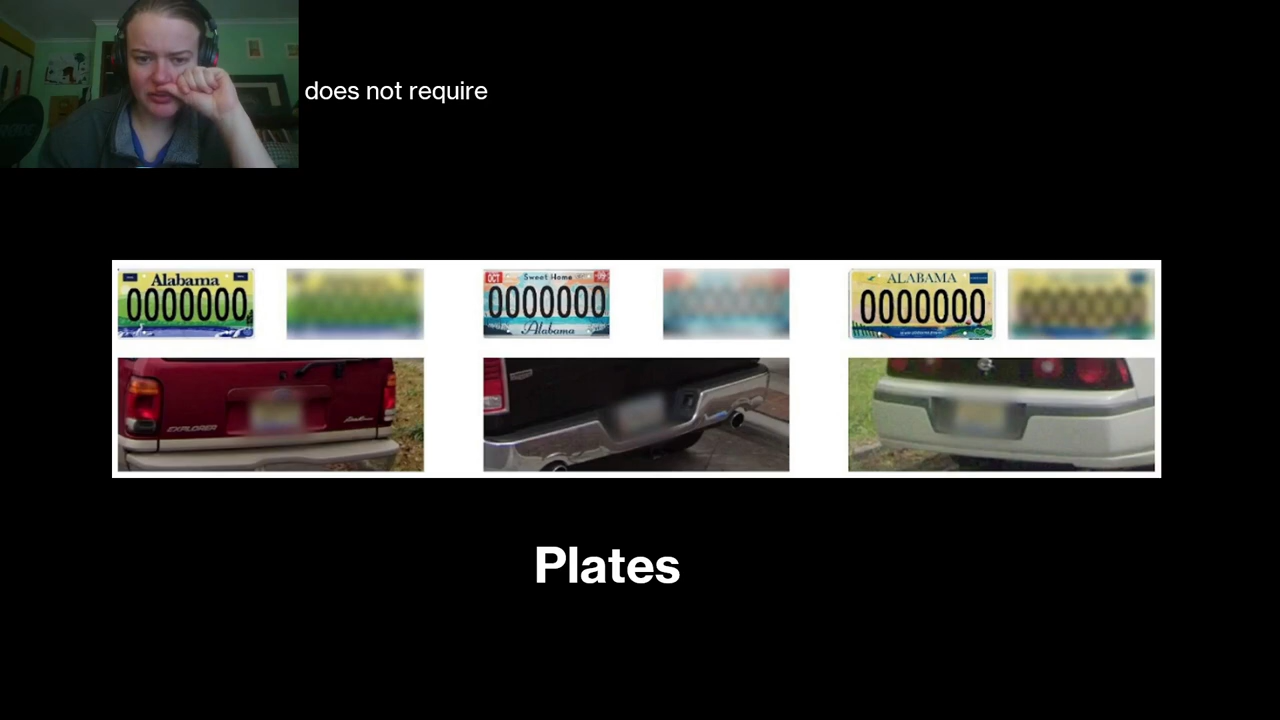 does not require
Alabama
0000000
OCT
Sweet Home
0000000
Alabama
ALABAMA
0000000
EXPLORER
Plates